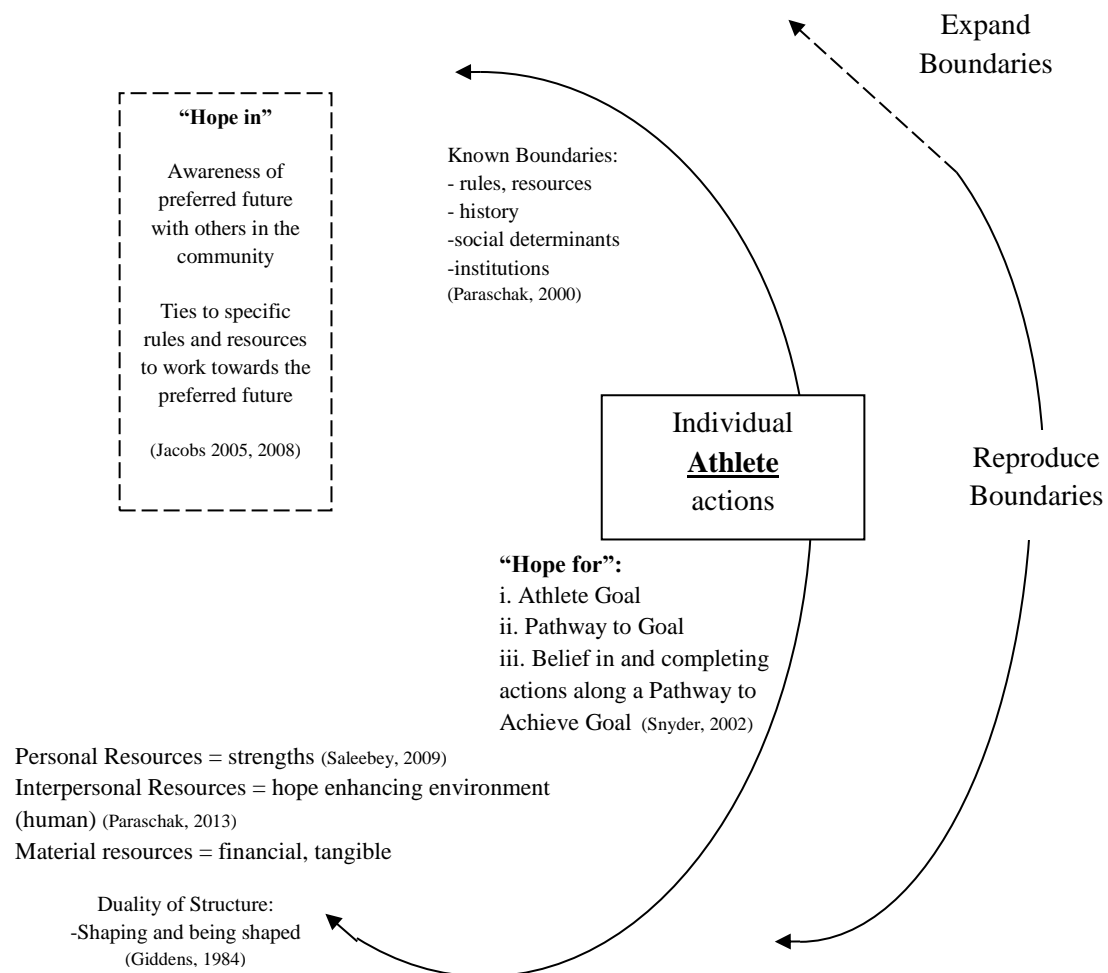 Expand
Boundaries
“Hope in”
Awareness of
preferred future
with others in the
community
Ties to specific
rules and resources
to work towards the
preferred future
(Jacobs 2005, 2008)
Known Boundaries:
- rules, resources
- history
-social determinants
-institutions
(Paraschak, 2000)
Individual
Athlete
actions
Reproduce
Boundaries
“Hope for”:
i. Athlete Goal
ii. Pathway to Goal
iii. Belief in and completing
actions along a Pathway to
Achieve Goal (Snyder, 2002)
Personal Resources = strengths (Saleebey, 2009)
Interpersonal Resources = hope enhancing environment
(human) (Paraschak, 2013)
Material resources = financial, tangible
Duality of Structure:
-Shaping and being shaped
(Giddens, 1984)